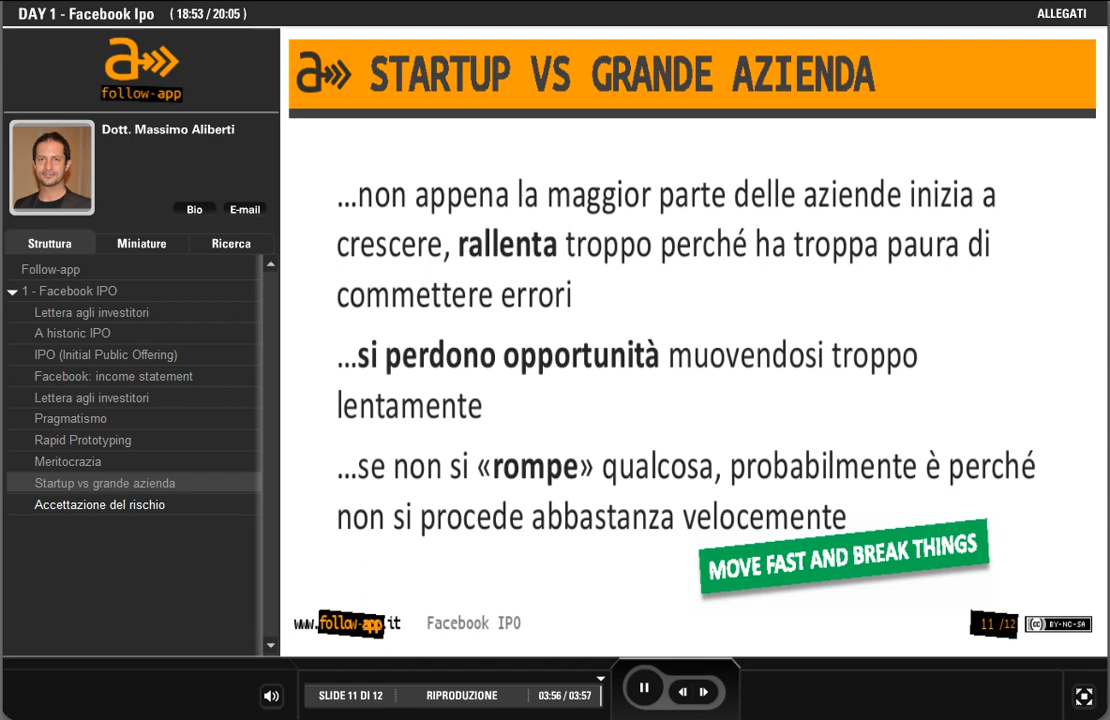 DAY 1 - Facebook Ipo ( 18:53 / 20:05 )
ALLEGATI
a
follow-app
Dott. Massimo Aliberti
Bio E-mail
Struttura Miniature Ricerca
Follow-app
1 - Facebook IPO
Lettera agli investitori
A historic IPO
IPO (Initial Public Offering)
Facebook: income statement
Lettera agli investitori
Pragmatismo
Rapid Prototyping
Meritocrazia
Startup vs grande azienda
Accettazione del rischio
a STARTUP VS GRANDE AZIENDA
...non appena la maggior parte delle aziende inizia a
crescere, rallenta troppo perché ha troppa paura di
commettere errori
...si perdono opportunità muovendosi troppo
lentamente
...se non si «rompe» qualcosa, probabilmente è perché
non si procede abbastanza velocemente
MOVE FAST AND BREAK THINGS
www.follow-app.it Facebook IPO
11 /12
cc BY-NC-SA
SLIDE 11 DI 12 RIPRODUZIONE 03:56 / 03:57